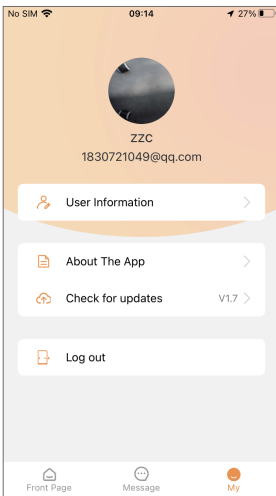 No SIM 09:14 27%
ZZC
1830721049@qq.com
User Information
About The App
Check for updates V1.7
Log out
Front Page Message My